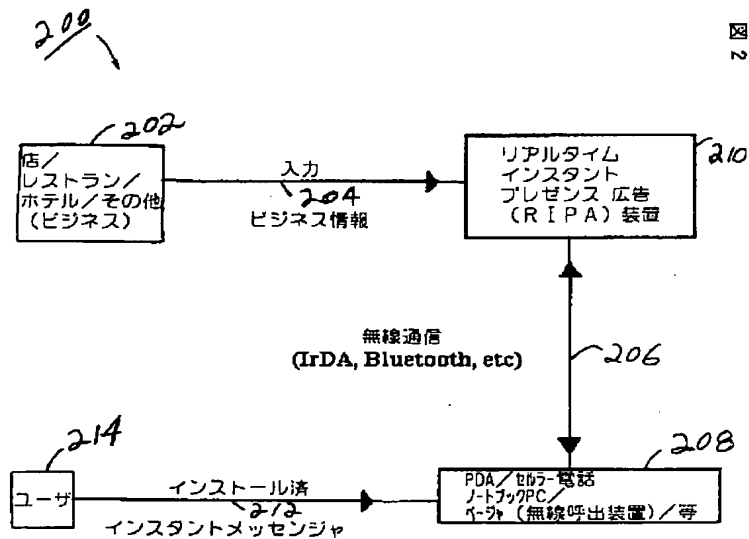 図2
200
202
店/
レストラン/
ホテル/その他
(ビジネス)
入力
204
ビジネス情報
210
リアルタイム
インスタント
プレゼンス 広告
(RIPA) 装置
無線通信
(IrDA, Bluetooth, etc)
206
214
ユーザ
インストール済
212
インスタントメッセンジャ
208
PDA/セルラー電話
ノートブックPC/
ページャ (無線呼出装置) /等